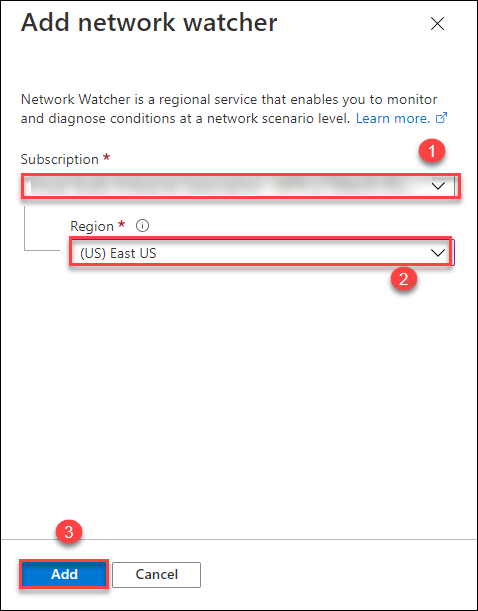 Add network watcher
Network Watcher is a regional service that enables you to monitor
and diagnose conditions at a network scenario level. Learn more.
Subscription *
1
Region *
(US) East US
2
3
Add
Cancel